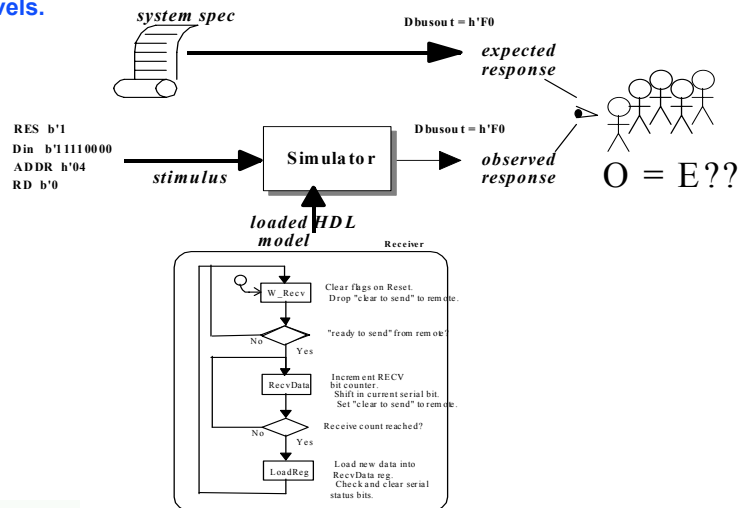 vels.
system spec
Dbusout = h'F0
expected
response
RES b'1
Din b'11110000
ADDR h'04
RD b'0
stimulus
Simulator
Dbusout = h'F0
observed
response
O = E??
loaded HDL
model
Receiver
W_Recv
Clear flags on Reset.
Drop "clear to send" to remote.
"ready to send" from remote?
No
Yes
RecvData
Increment RECV
bit counter.
Shift in current serial bit.
Set "clear to send" to remote.
Receive count reached?
No
Yes
LoadReg
Load new data into
RecvData reg.
Check and clear serial
status bits.